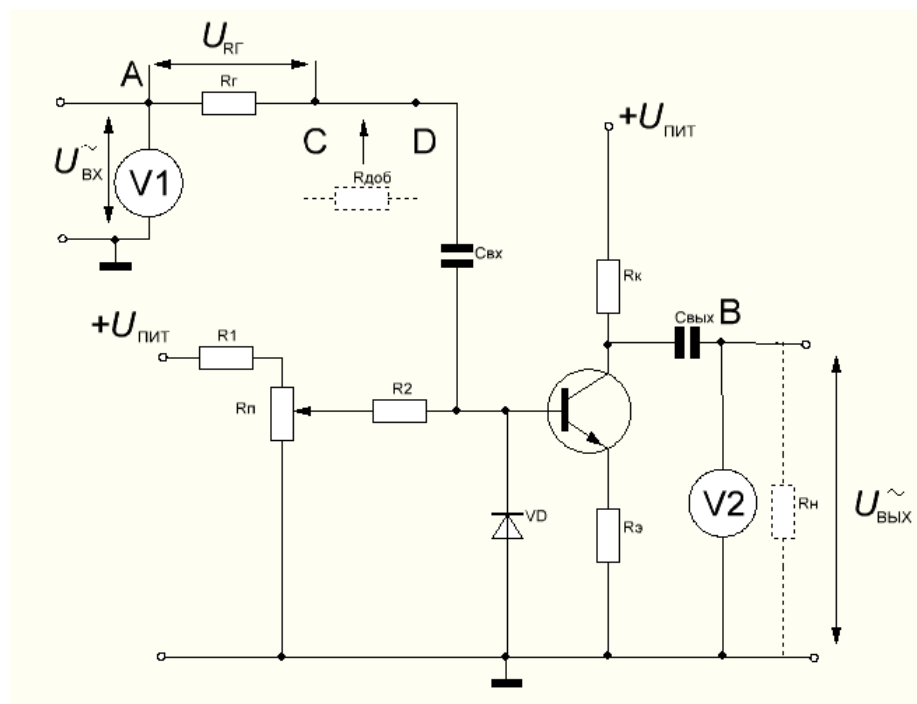 U RГ
A
Rг
C
D
Rдоб
U ~ ВХ
V1
Cвх
+U ПИТ
Rк
Cвых
B
+U ПИТ
R1
Rп
R2
VD
Rэ
V2
Rн
U ~ ВЫХ